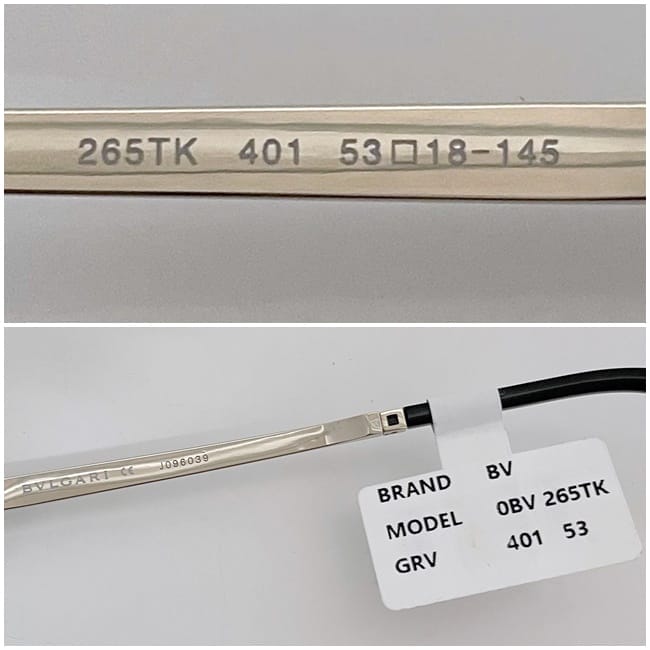 265TK 401 53□18-145
BVLGARI CE J096039
BRAND BV
MODEL 0BV 265TK
GRV 401 53